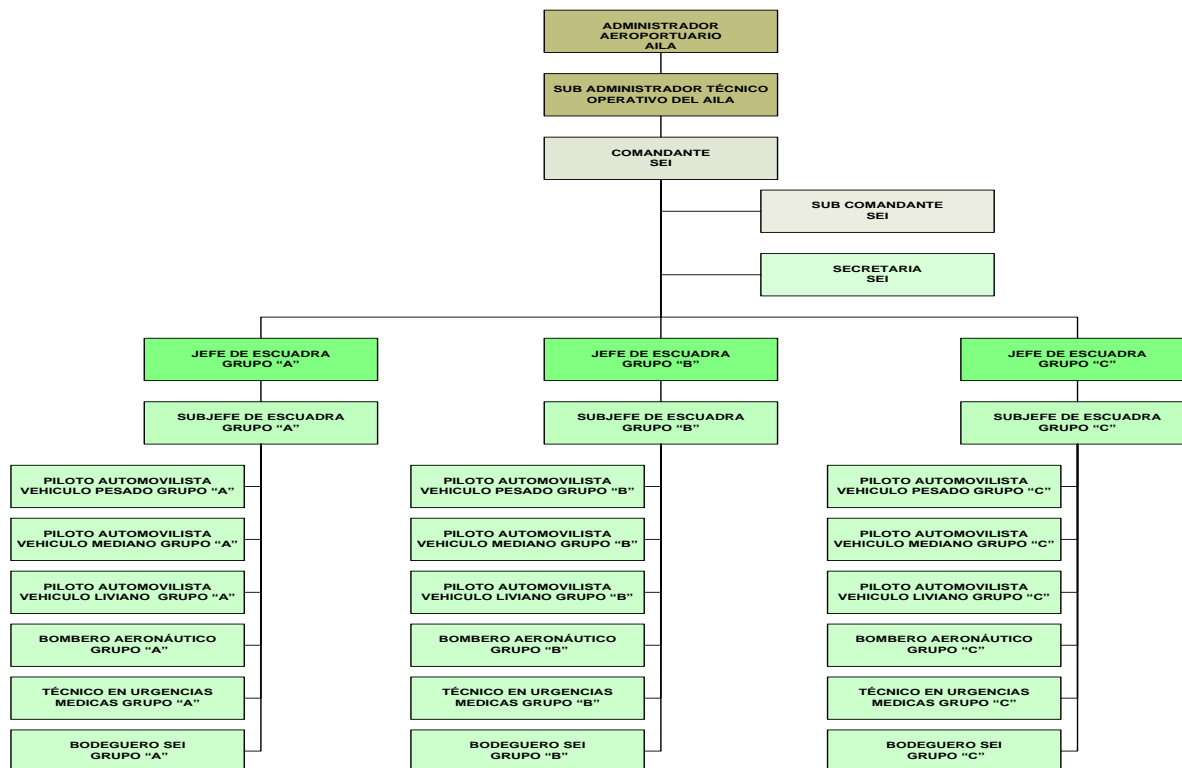 ADMINISTRADOR
AEROPORTUARIO
AILA
SUB ADMINISTRADOR TÉCNICO
OPERATIVO DEL AILA
COMANDANTE
SEI
SUB COMANDANTE
SEI
SECRETARIA
SEI
JEFE DE ESCUADRA
GRUPO “A”
JEFE DE ESCUADRA
GRUPO “B”
JEFE DE ESCUADRA
GRUPO “C”
SUBJEFE DE ESCUADRA
GRUPO “A”
SUBJEFE DE ESCUADRA
GRUPO “B”
SUBJEFE DE ESCUADRA
GRUPO “C”
PILOTO AUTOMOVILISTA
VEHICULO PESADO GRUPO “A”
PILOTO AUTOMOVILISTA
VEHICULO PESADO GRUPO “B”
PILOTO AUTOMOVILISTA
VEHICULO PESADO GRUPO “C”
PILOTO AUTOMOVILISTA
VEHICULO MEDIANO GRUPO “A”
PILOTO AUTOMOVILISTA
VEHICULO MEDIANO GRUPO “B”
PILOTO AUTOMOVILISTA
VEHICULO MEDIANO GRUPO “C”
PILOTO AUTOMOVILISTA
VEHICULO LIVIANO GRUPO “A”
PILOTO AUTOMOVILISTA
VEHICULO LIVIANO GRUPO “B”
PILOTO AUTOMOVILISTA
VEHICULO LIVIANO GRUPO “C”
BOMBERO AERONÁUTICO
GRUPO “A”
BOMBERO AERONÁUTICO
GRUPO “B”
BOMBERO AERONÁUTICO
GRUPO “C”
TÉCNICO EN URGENCIAS
MEDICAS GRUPO “A”
TÉCNICO EN URGENCIAS
MEDICAS GRUPO “B”
TÉCNICO EN URGENCIAS
MEDICAS GRUPO “C”
BODEGUERO SEI
GRUPO “A”
BODEGUERO SEI
GRUPO “B”
BODEGUERO SEI
GRUPO “C”